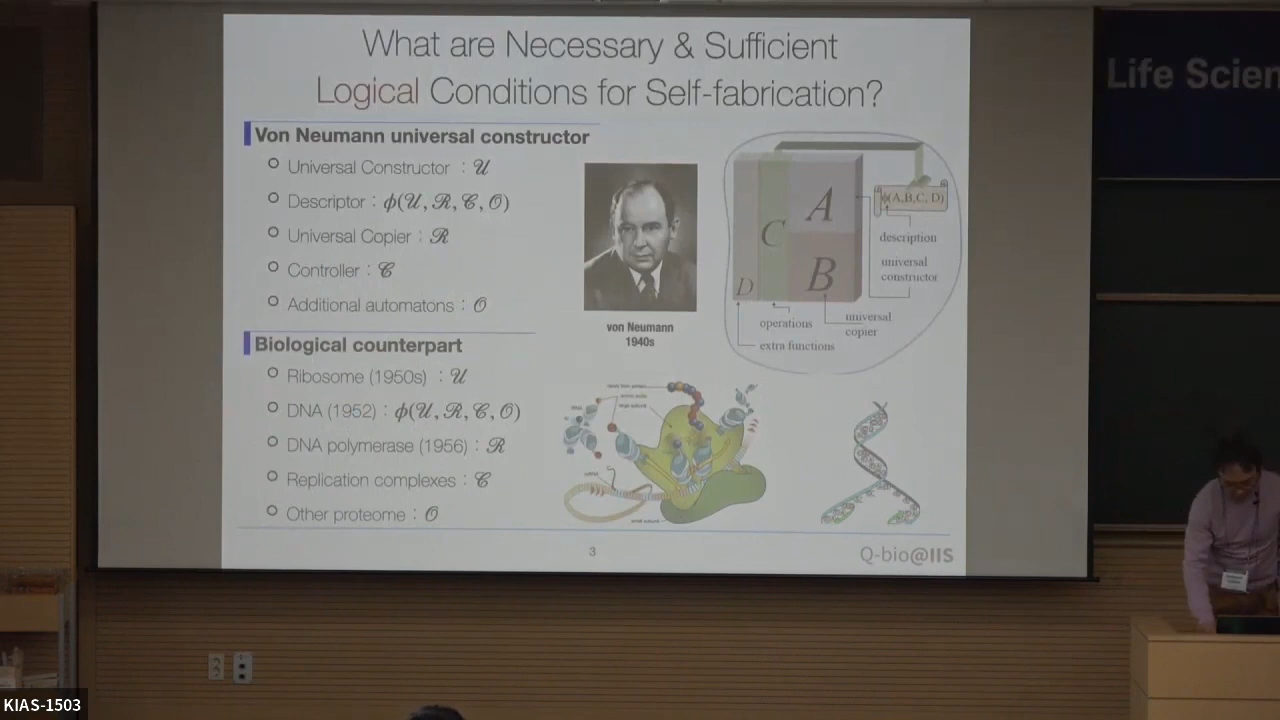 What are Necessary & Sufficient
Logical Conditions for Self-fabrication?
Von Neumann universal constructor
Universal Constructor : 𝒰
Descriptor : ϕ(𝒰, ℛ, 𝒞, 𝒪)
Universal Copier : ℛ
Controller : 𝒞
Additional automatons : 𝒪
von Neumann
1940s
A
B
C
D
ϕ(A,B,C, D)
description
universal
constructor
operations
universal
copier
extra functions
Biological counterpart
Ribosome (1950s) : 𝒰
DNA (1952) : ϕ(𝒰, ℛ, 𝒞, 𝒪)
DNA polymerase (1956) : ℛ
Replication complexes : 𝒞
Other proteome : 𝒪
3
Q-bio@IIS
Life Scien
KIAS-1503